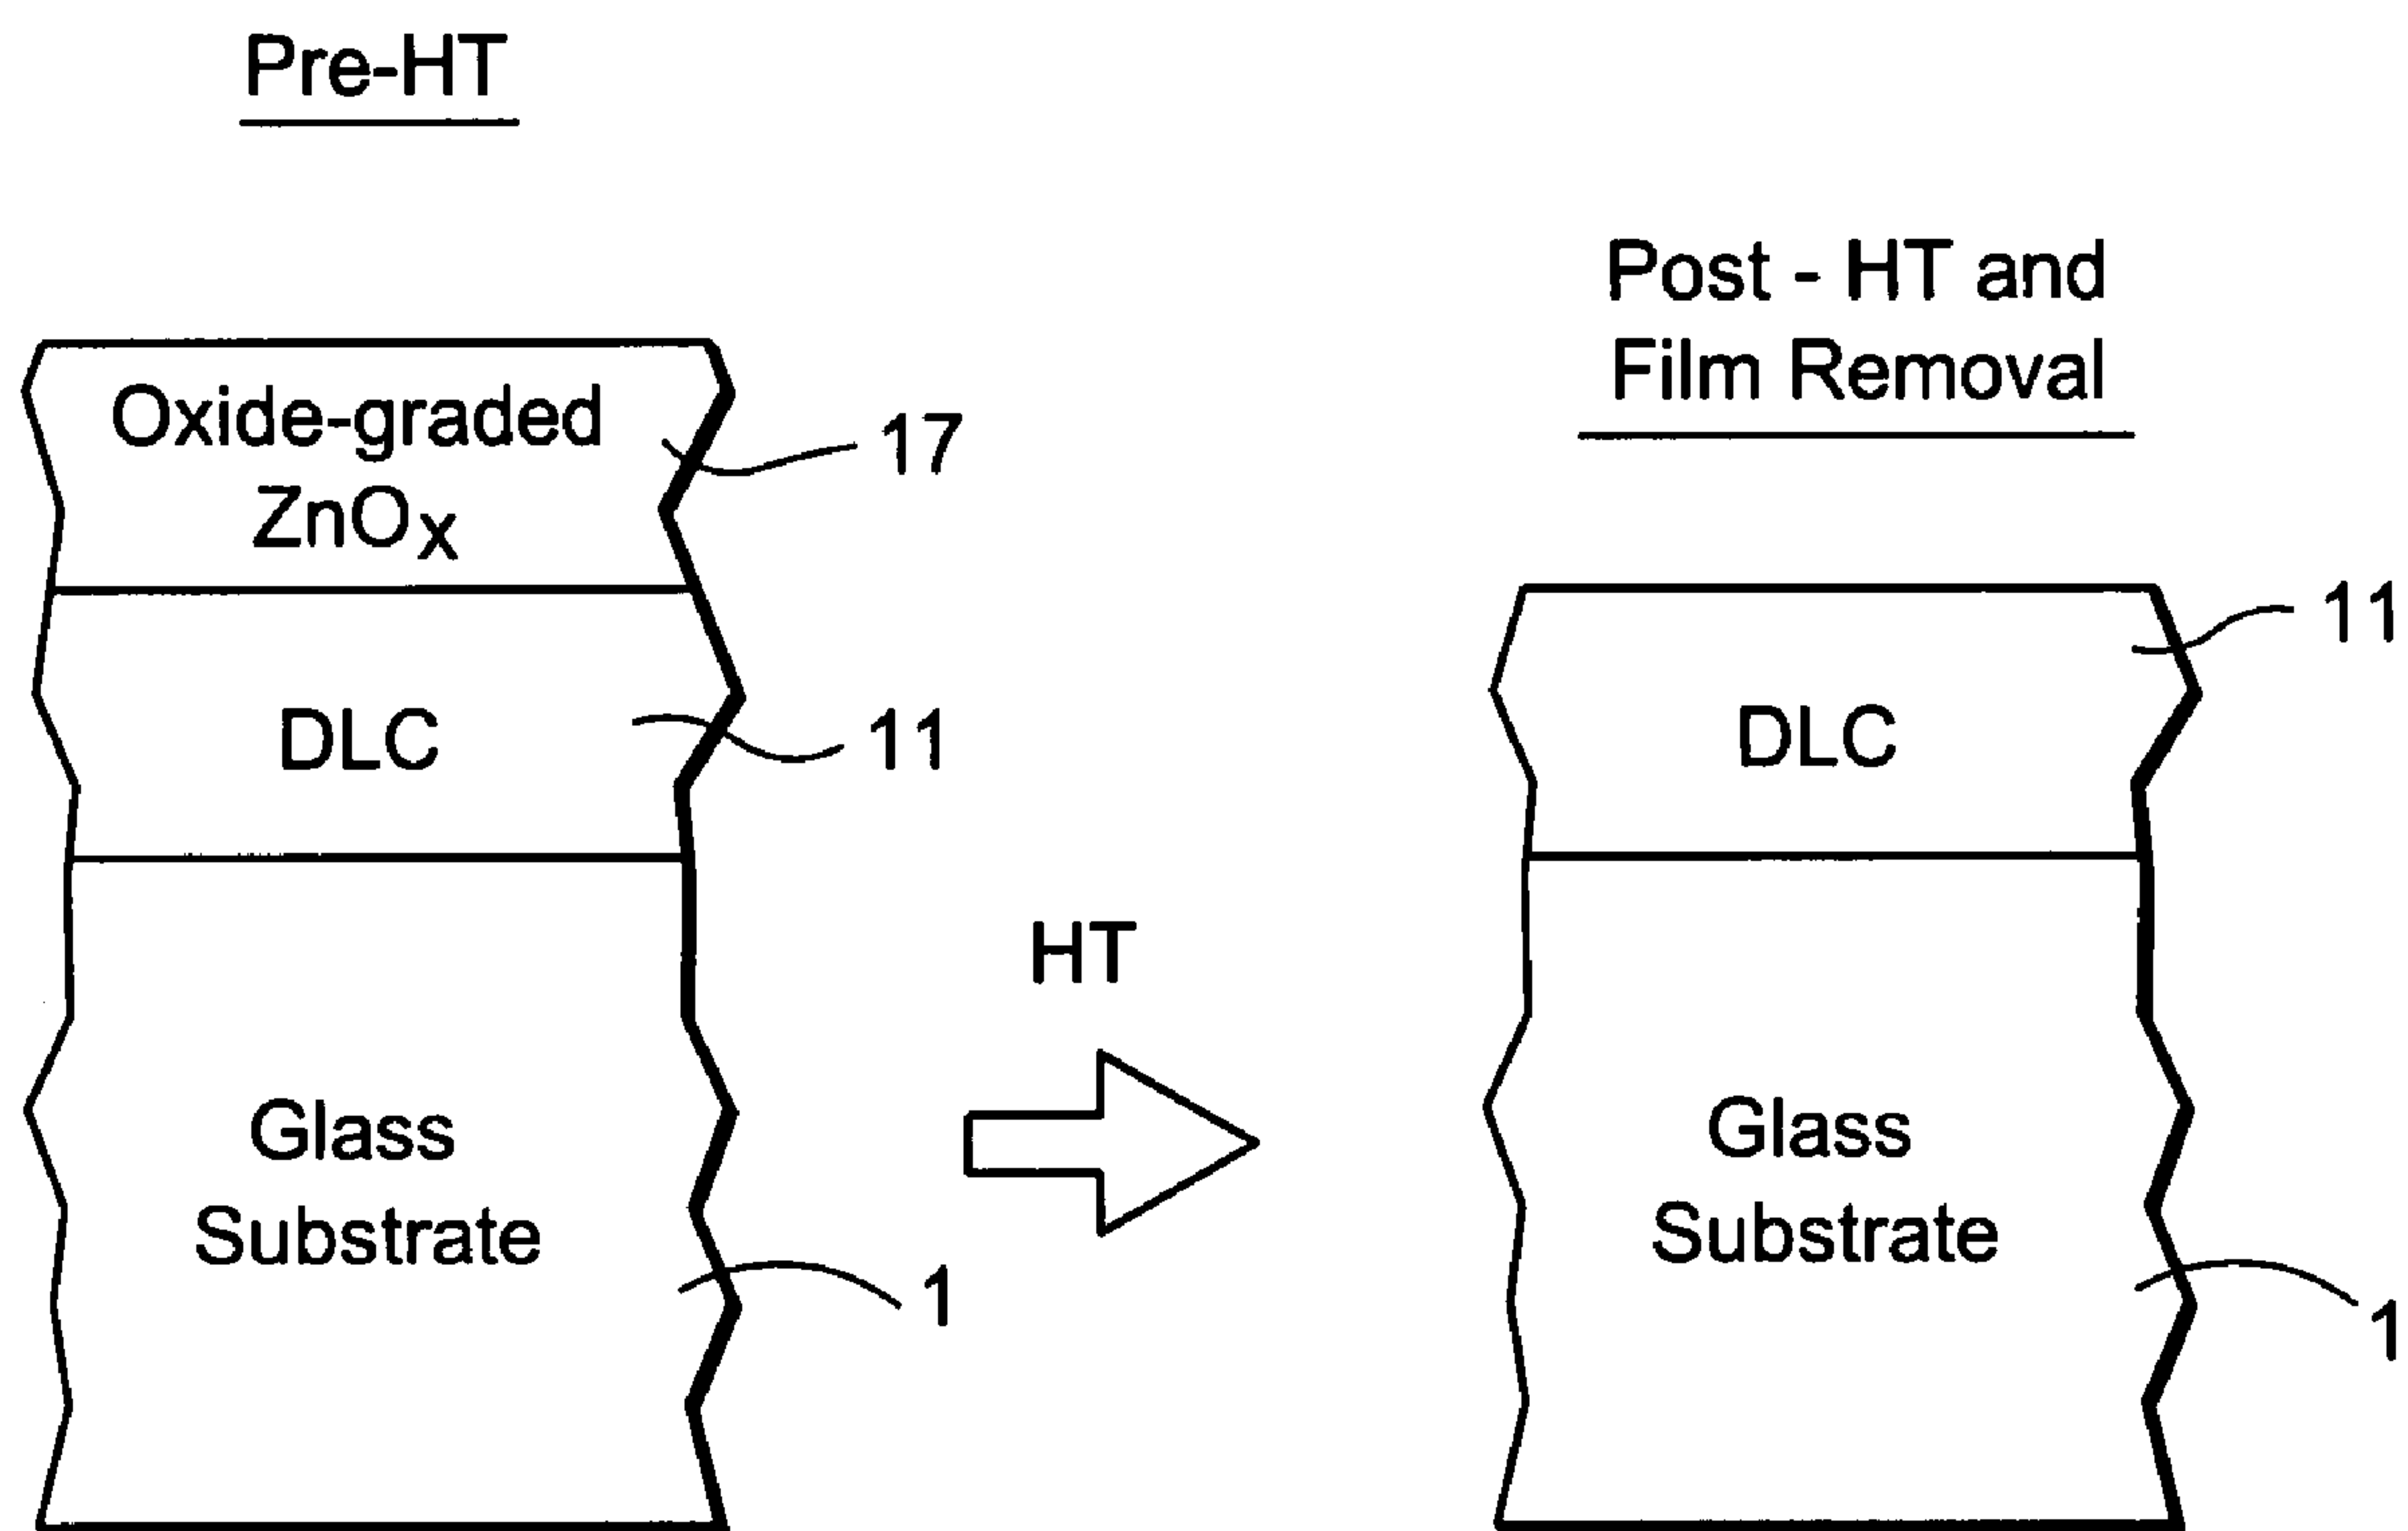 Pre-HT
Oxide-graded
ZnOx
17
DLC
11
Glass
Substrate
1
HT
Post - HT and
Film Removal
11
DLC
Glass
Substrate
1